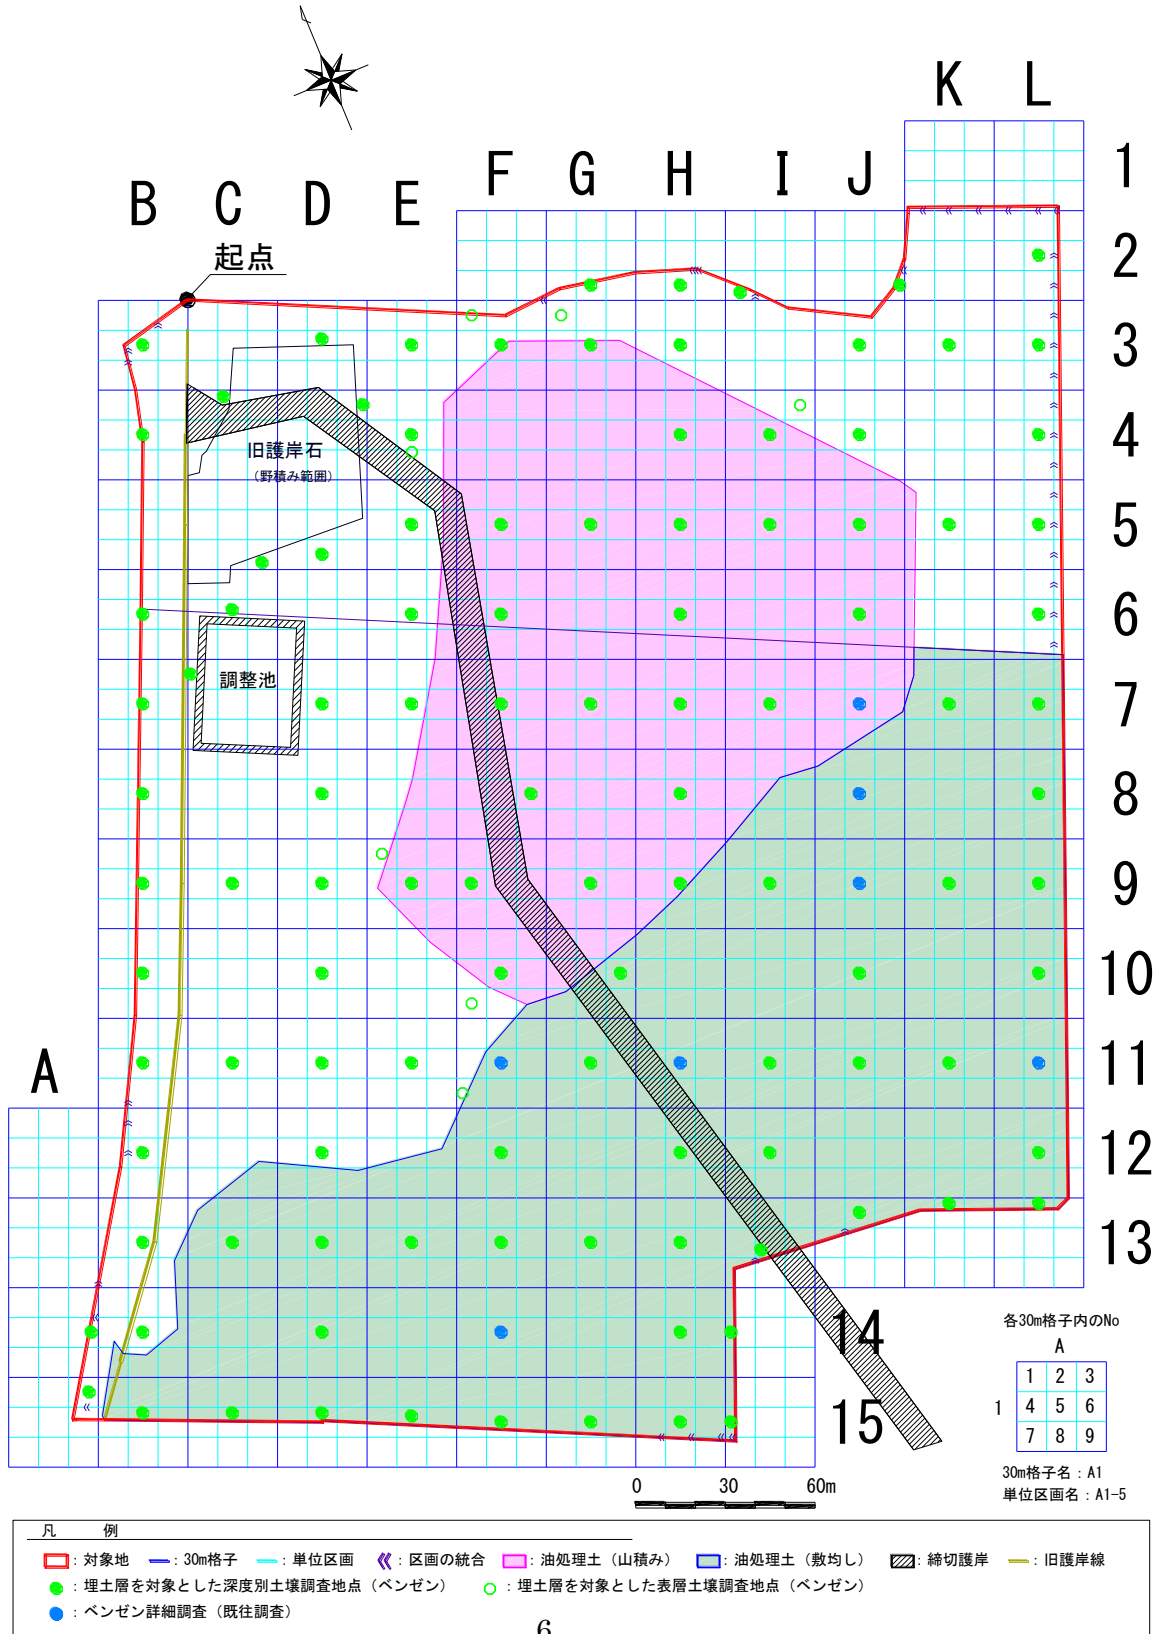 K L
1
F G H I J
B C D E
2
起点
3
4
旧護岸石
(野積み範囲)
5
6
調整池
7
8
9
10
11
A
12
13
14
15
各30m格子内のNo
A
1 2 3
1 4 5 6
7 8 9
30m格子名：A1
単位区画名：A1-5
0 30 60m
凡 例
：対象地 ：30m格子 ：単位区画 ：区画の統合 ：油処理土（山積み） ：油処理土（敷均し） ：締切護岸 ：旧護岸線
：埋土層を対象とした深度別土壌調査地点（ベンゼン） ：埋土層を対象とした表層土壌調査地点（ベンゼン）
：ベンゼン詳細調査（既往調査）
6